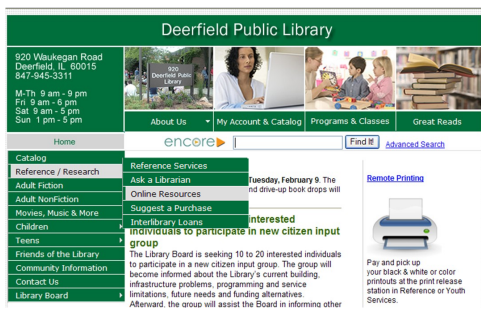 Deerfield Public Library
920 Waukegan Road
Deerfield, IL 60015
847-945-3311
M-Th 9 am - 9 pm
Fri 9 am - 6 pm
Sat 9 am - 5 pm
Sun 1 pm - 5 pm
920
Deerfield Public
Library
About Us
My Account & Catalog
Programs & Classes
Great Reads
Home
encore
Find It!
Advanced Search
Catalog
Reference / Research
Adult Fiction
Adult NonFiction
Movies, Music & More
Children
Teens
Friends of the Library
Community Information
Contact Us
Library Board
Reference Services
Ask a Librarian
Online Resources
Suggest a Purchase
Interlibrary Loans
Tuesday, February 9. The
nd drive-up book drops will
interested
individuals to participate in new citizen input
group
The Library Board is seeking 10 to 20 interested individuals
to participate in a new citizen input group. The group will
become informed about the Library's current building,
infrastructure problems, programming and service
limitations, future needs and funding alternatives.
Afterward, the group will assist the Board in informing other
Remote Printing
Pay and pick up
your black & white or color
printouts at the print release
station in Reference or Youth
Services.